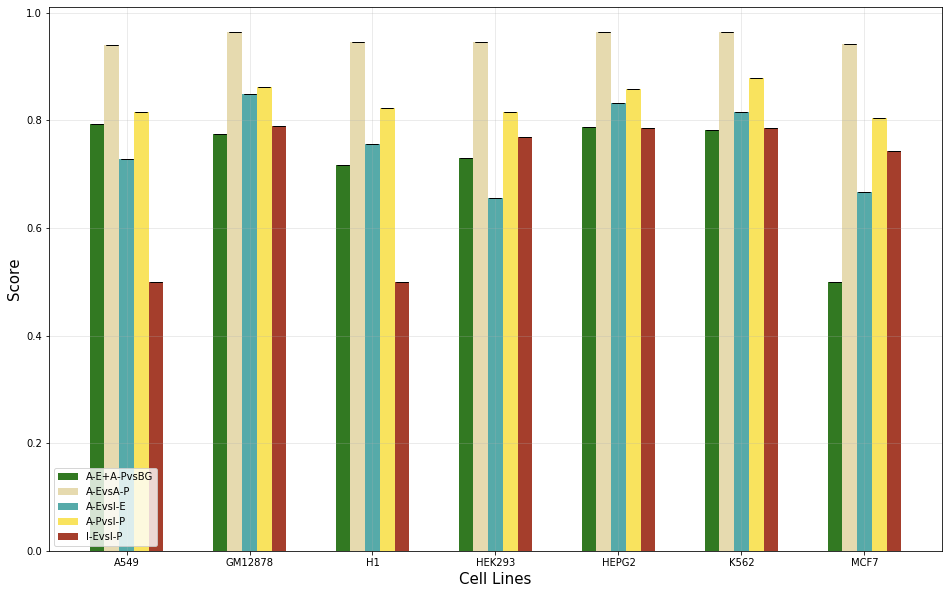 1.0
0.8
0.6
0.4
0.2
0.0
Score
A-E+A-PvsBG
A-EvsA-P
A-EvsI-E
A-PvsI-P
I-EvsI-P
A549 GM12878 H1 HEK293 HEPG2 K562 MCF7
Cell Lines